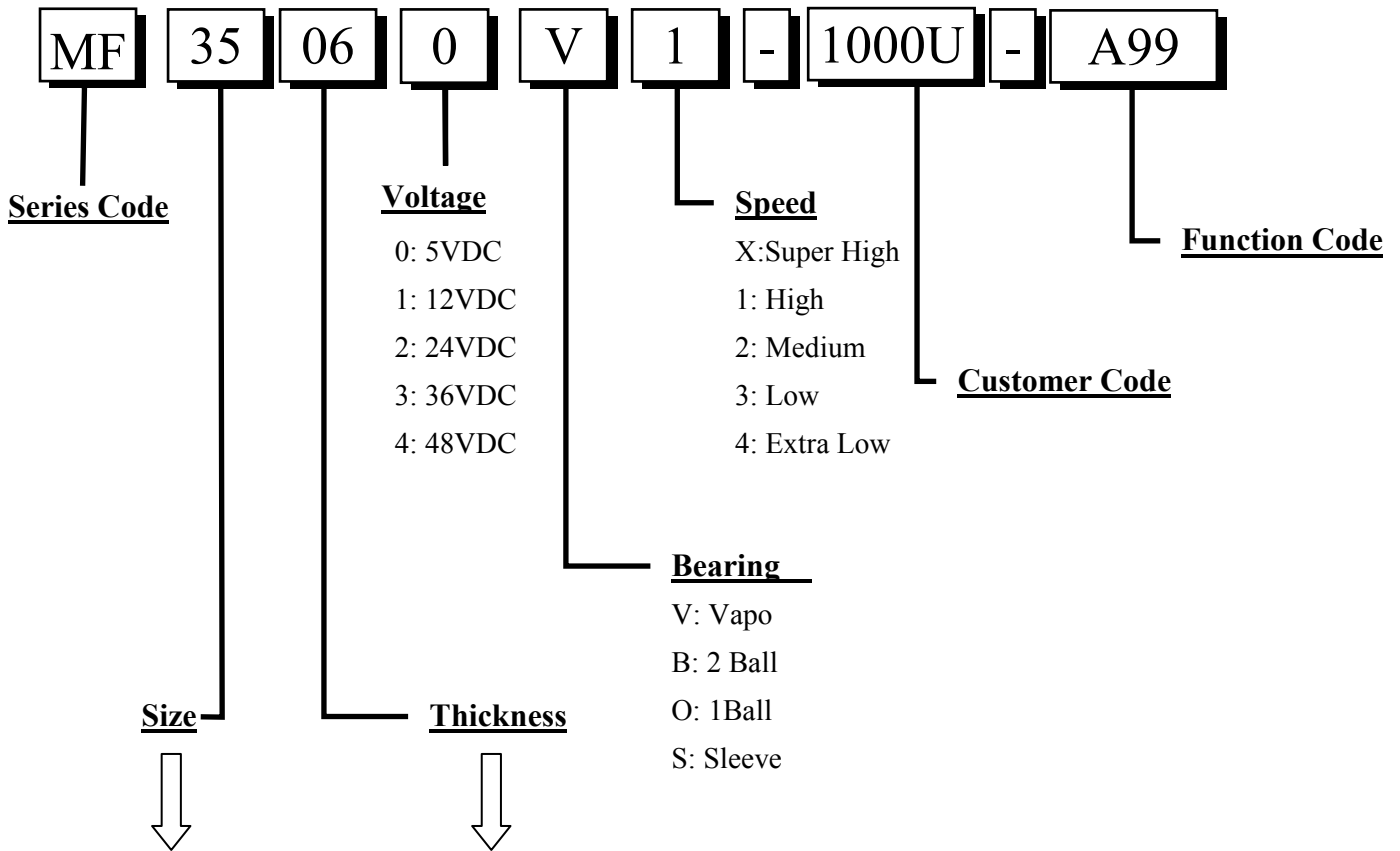 MF 35 06 0 V 1 - 1000U - A99
Series Code
Voltage
0: 5VDC
1: 12VDC
2: 24VDC
3: 36VDC
4: 48VDC
Speed
X:Super High
1: High
2: Medium
3: Low
4: Extra Low
Function Code
Customer Code
Bearing
V: Vapo
B: 2 Ball
O: 1Ball
S: Sleeve
Size
Thickness